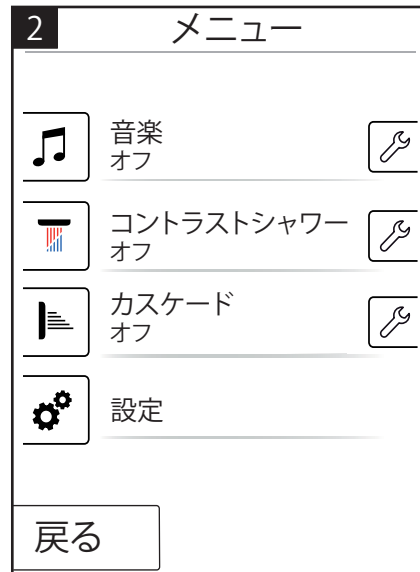 2
メニュー
音楽
オフ
コントラストシャワー
オフ
カスケード
オフ
設定
戻る